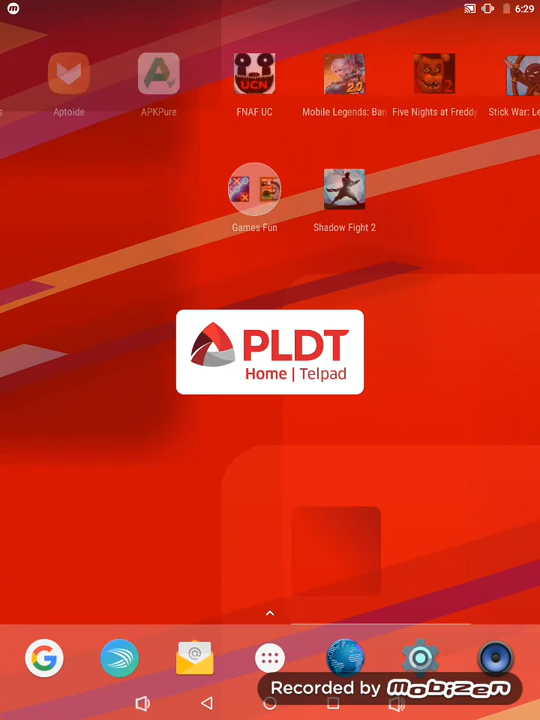 6:29
Aptoide
APKPure
UCN
2.0
2
FNAF UC
Mobile Legends: Ban
Five Nights at Freddy
Stick War: Le
Games Fun
Shadow Fight 2
PLDT
Home | Telpad
Recorded by Mobizen